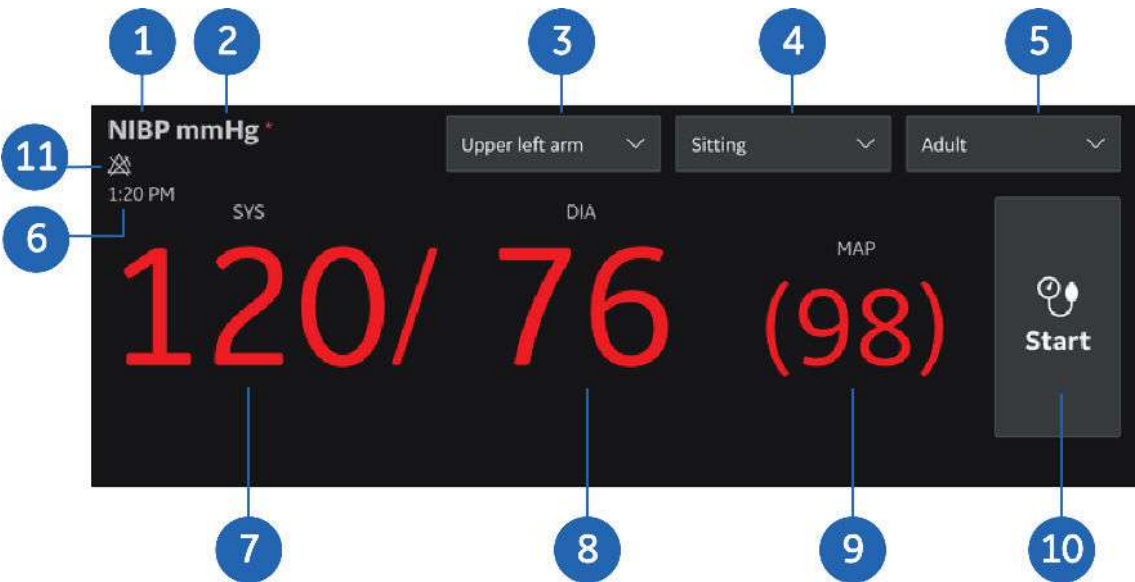 1 2 3 4 5
NIBP mmHg *
Upper left arm
Sitting
Adult
11
1:20 PM
6
SYS
DIA
MAP
120/ 76 (98)
Start
7 8 9 10